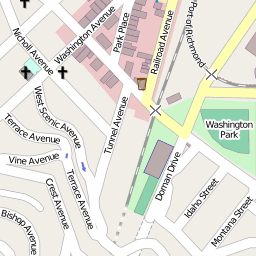 Nicholl Avenue
Washington Avenue
Park Place
Railroad Avenue
Port of (Richmond)
West Scenic Avenue
Terrace Avenue
Tunnel Avenue
Washington
Park
Vine Avenue
Terrace Avenue
Crest Avenue
Dornan Drive
Idaho Street
Bishop Avenue
Montana Street